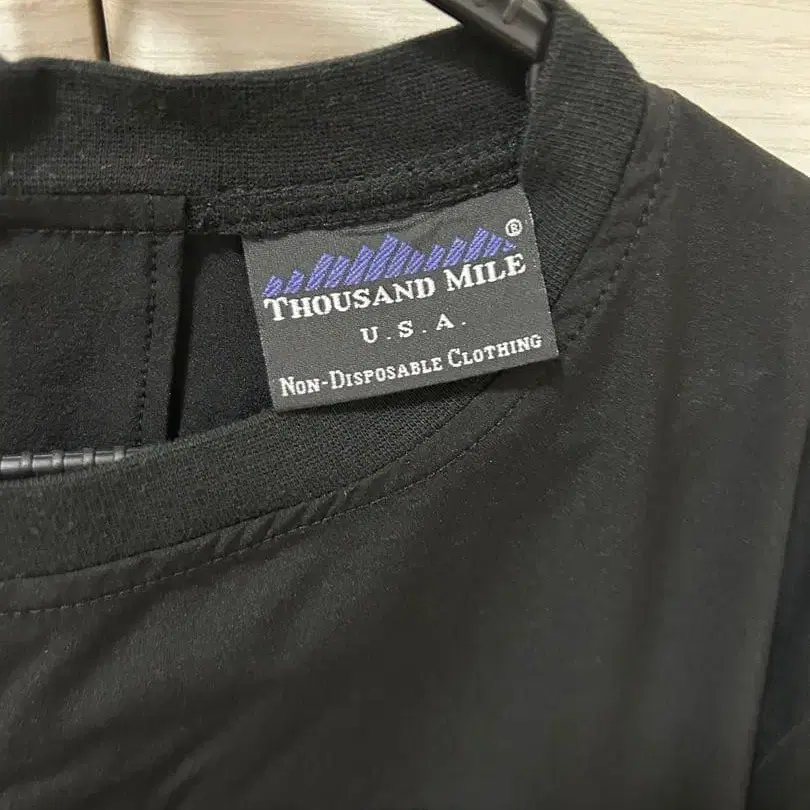 ®
THOUSAND MILE
U.S.A.
NON-DISPOSABLE CLOTHING